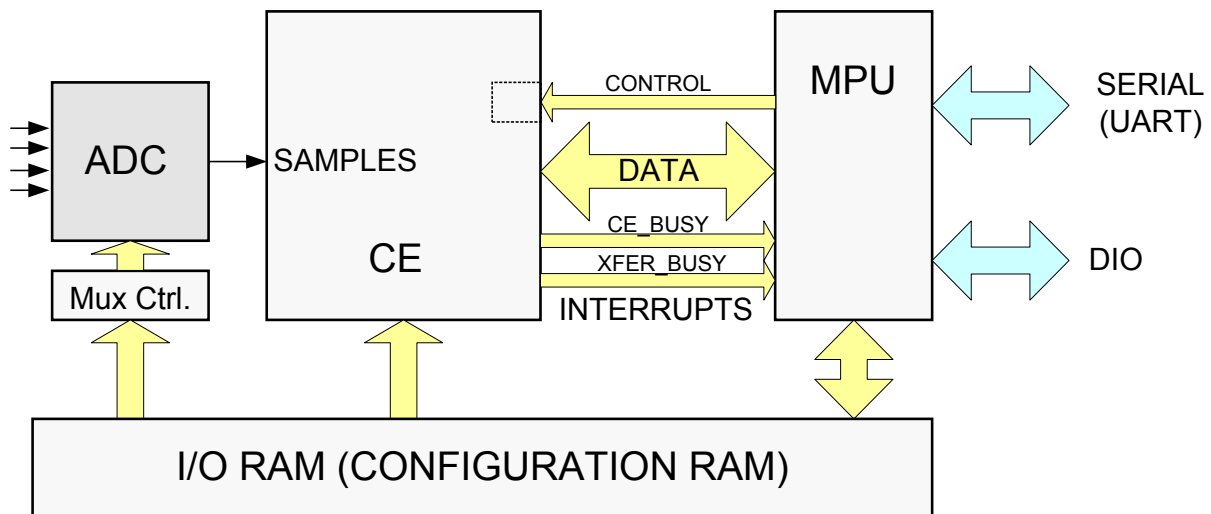 MPU
CONTROL
SERIAL
(UART)
ADC
SAMPLES
DATA
CE_BUSY
CE
XFER_BUSY
DIO
Mux Ctrl.
INTERRUPTS
I/O RAM (CONFIGURATION RAM)